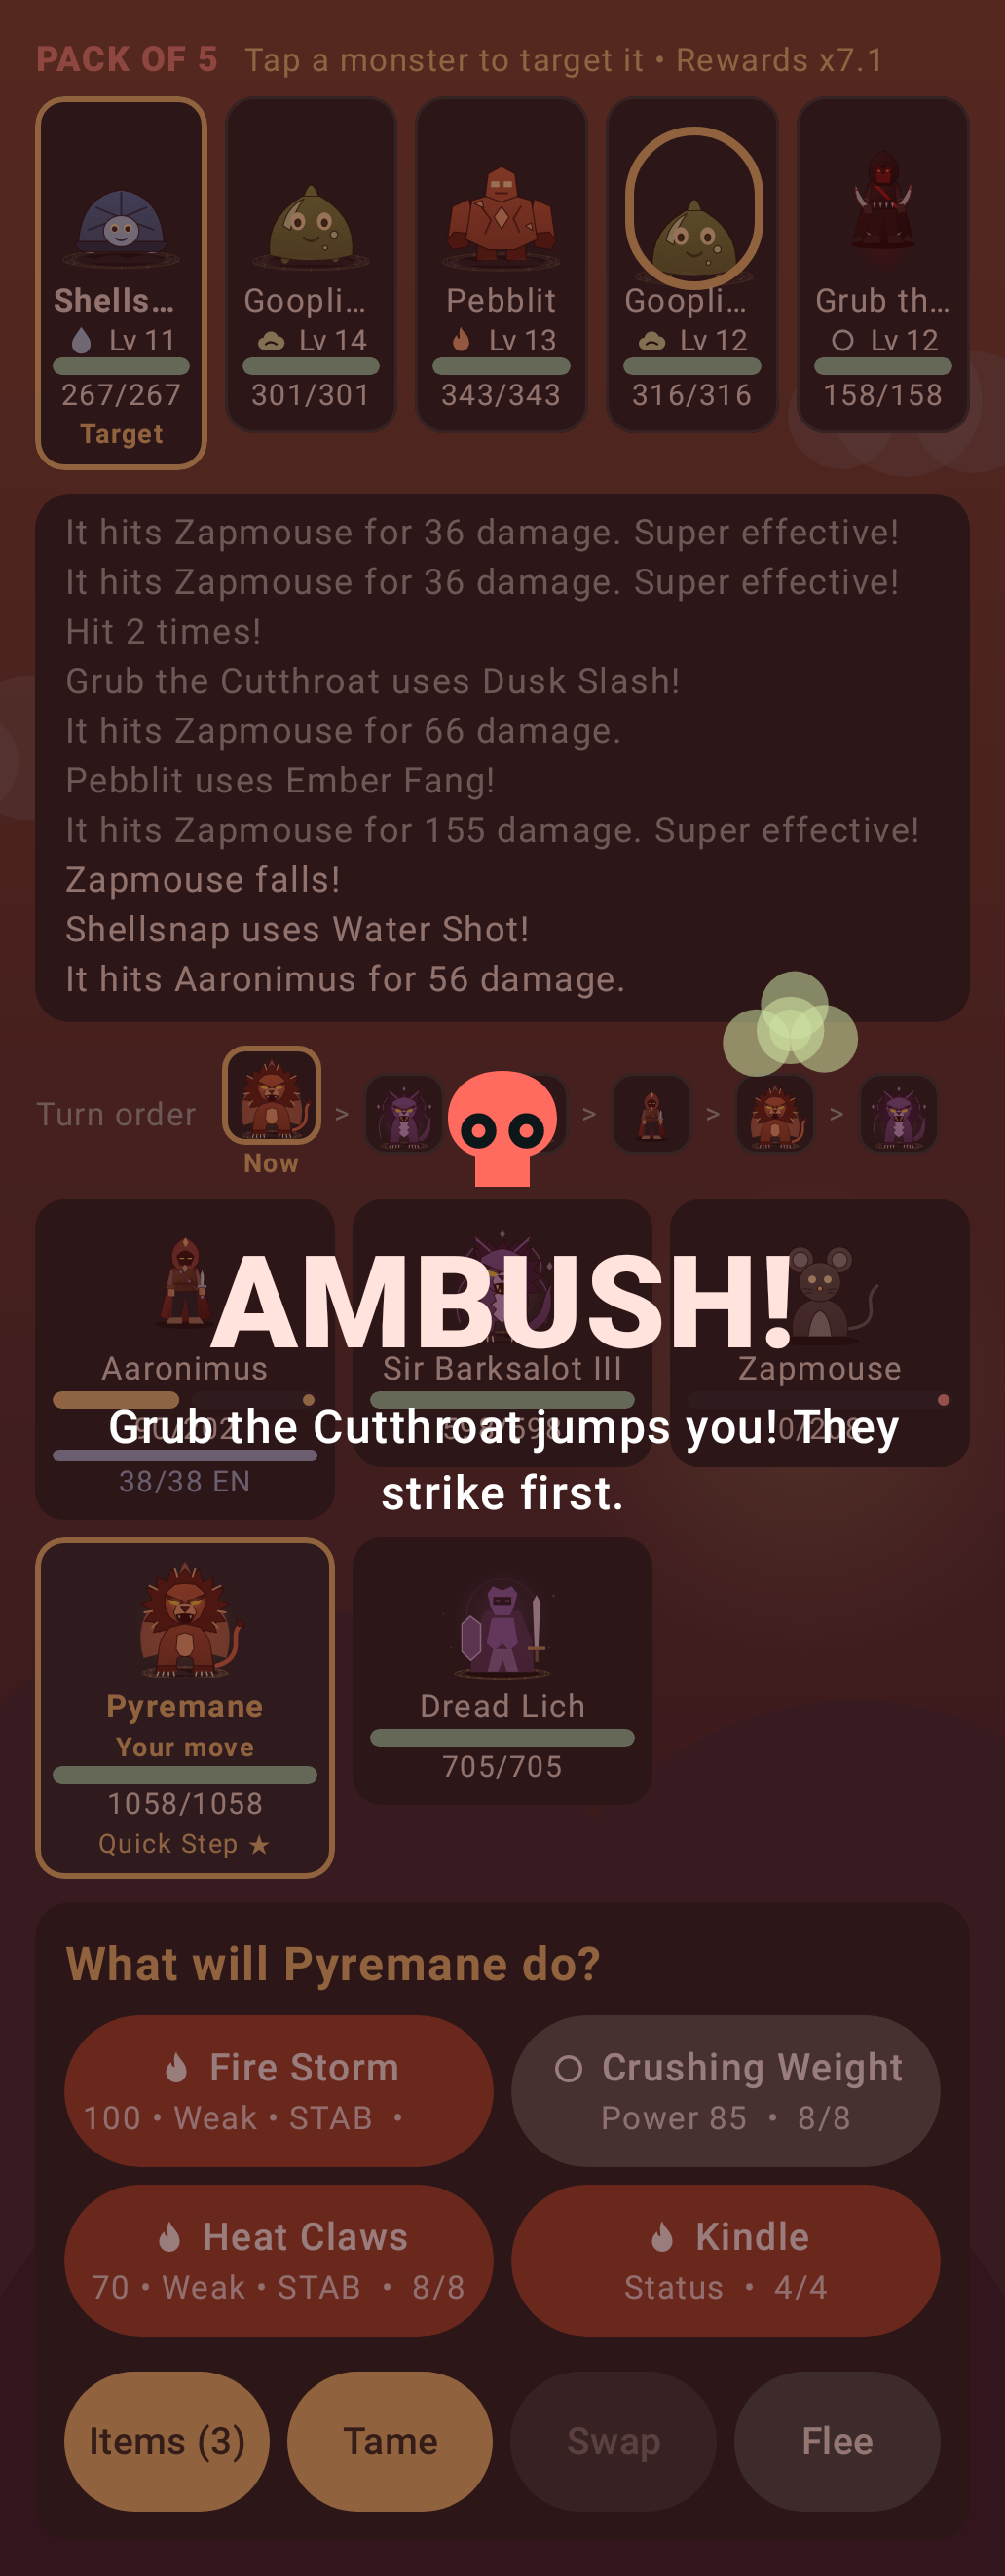 PACK OF 5 Tap a monster to target it • Rewards x7.1
Shells... Goopli... Pebblit Goopli... Grub th...
Lv 11 Lv 14 Lv 13 Lv 12 Lv 12
267/267 301/301 343/343 316/316 158/158
Target
It hits Zapmouse for 36 damage. Super effective!
It hits Zapmouse for 36 damage. Super effective!
Hit 2 times!
Grub the Cutthroat uses Dusk Slash!
It hits Zapmouse for 66 damage.
Pebblit uses Ember Fang!
It hits Zapmouse for 155 damage. Super effective!
Zapmouse falls!
Shellsnap uses Water Shot!
It hits Aaronimus for 56 damage.
Turn order > > > >
Now
AMBUSH!
Aaronimus Sir Barksalot III Zapmouse
Grub the Cutthroat jumps you! They
strike first.
38/38 EN
Pyremane
Your move
1058/1058
Quick Step ★
Dread Lich
705/705
What will Pyremane do?
Fire Storm
100 • Weak • STAB •
Crushing Weight
Power 85 • 8/8
Heat Claws
70 • Weak • STAB • 8/8
Kindle
Status • 4/4
Items (3) Tame Swap Flee